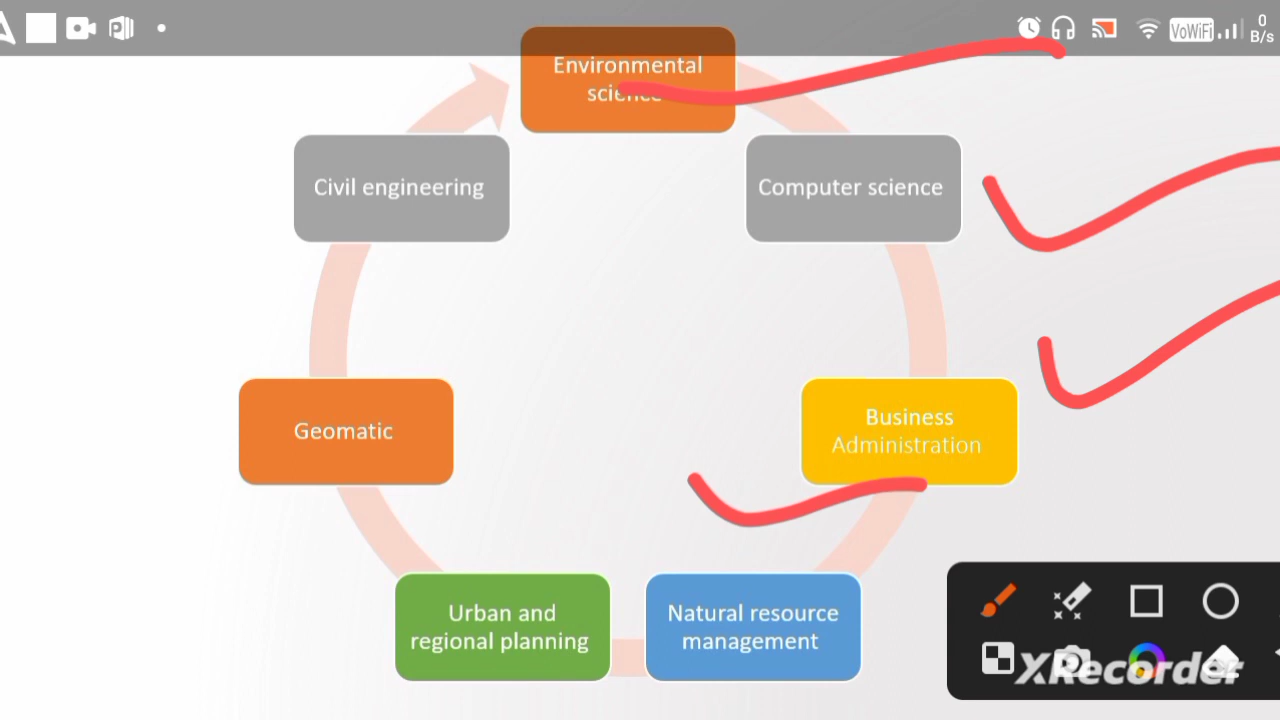 VoWiFi
0
B/s
Environmental
science
Civil engineering
Computer science
Geomatic
Business
Administration
Urban and
regional planning
Natural resource
management
XRecorder